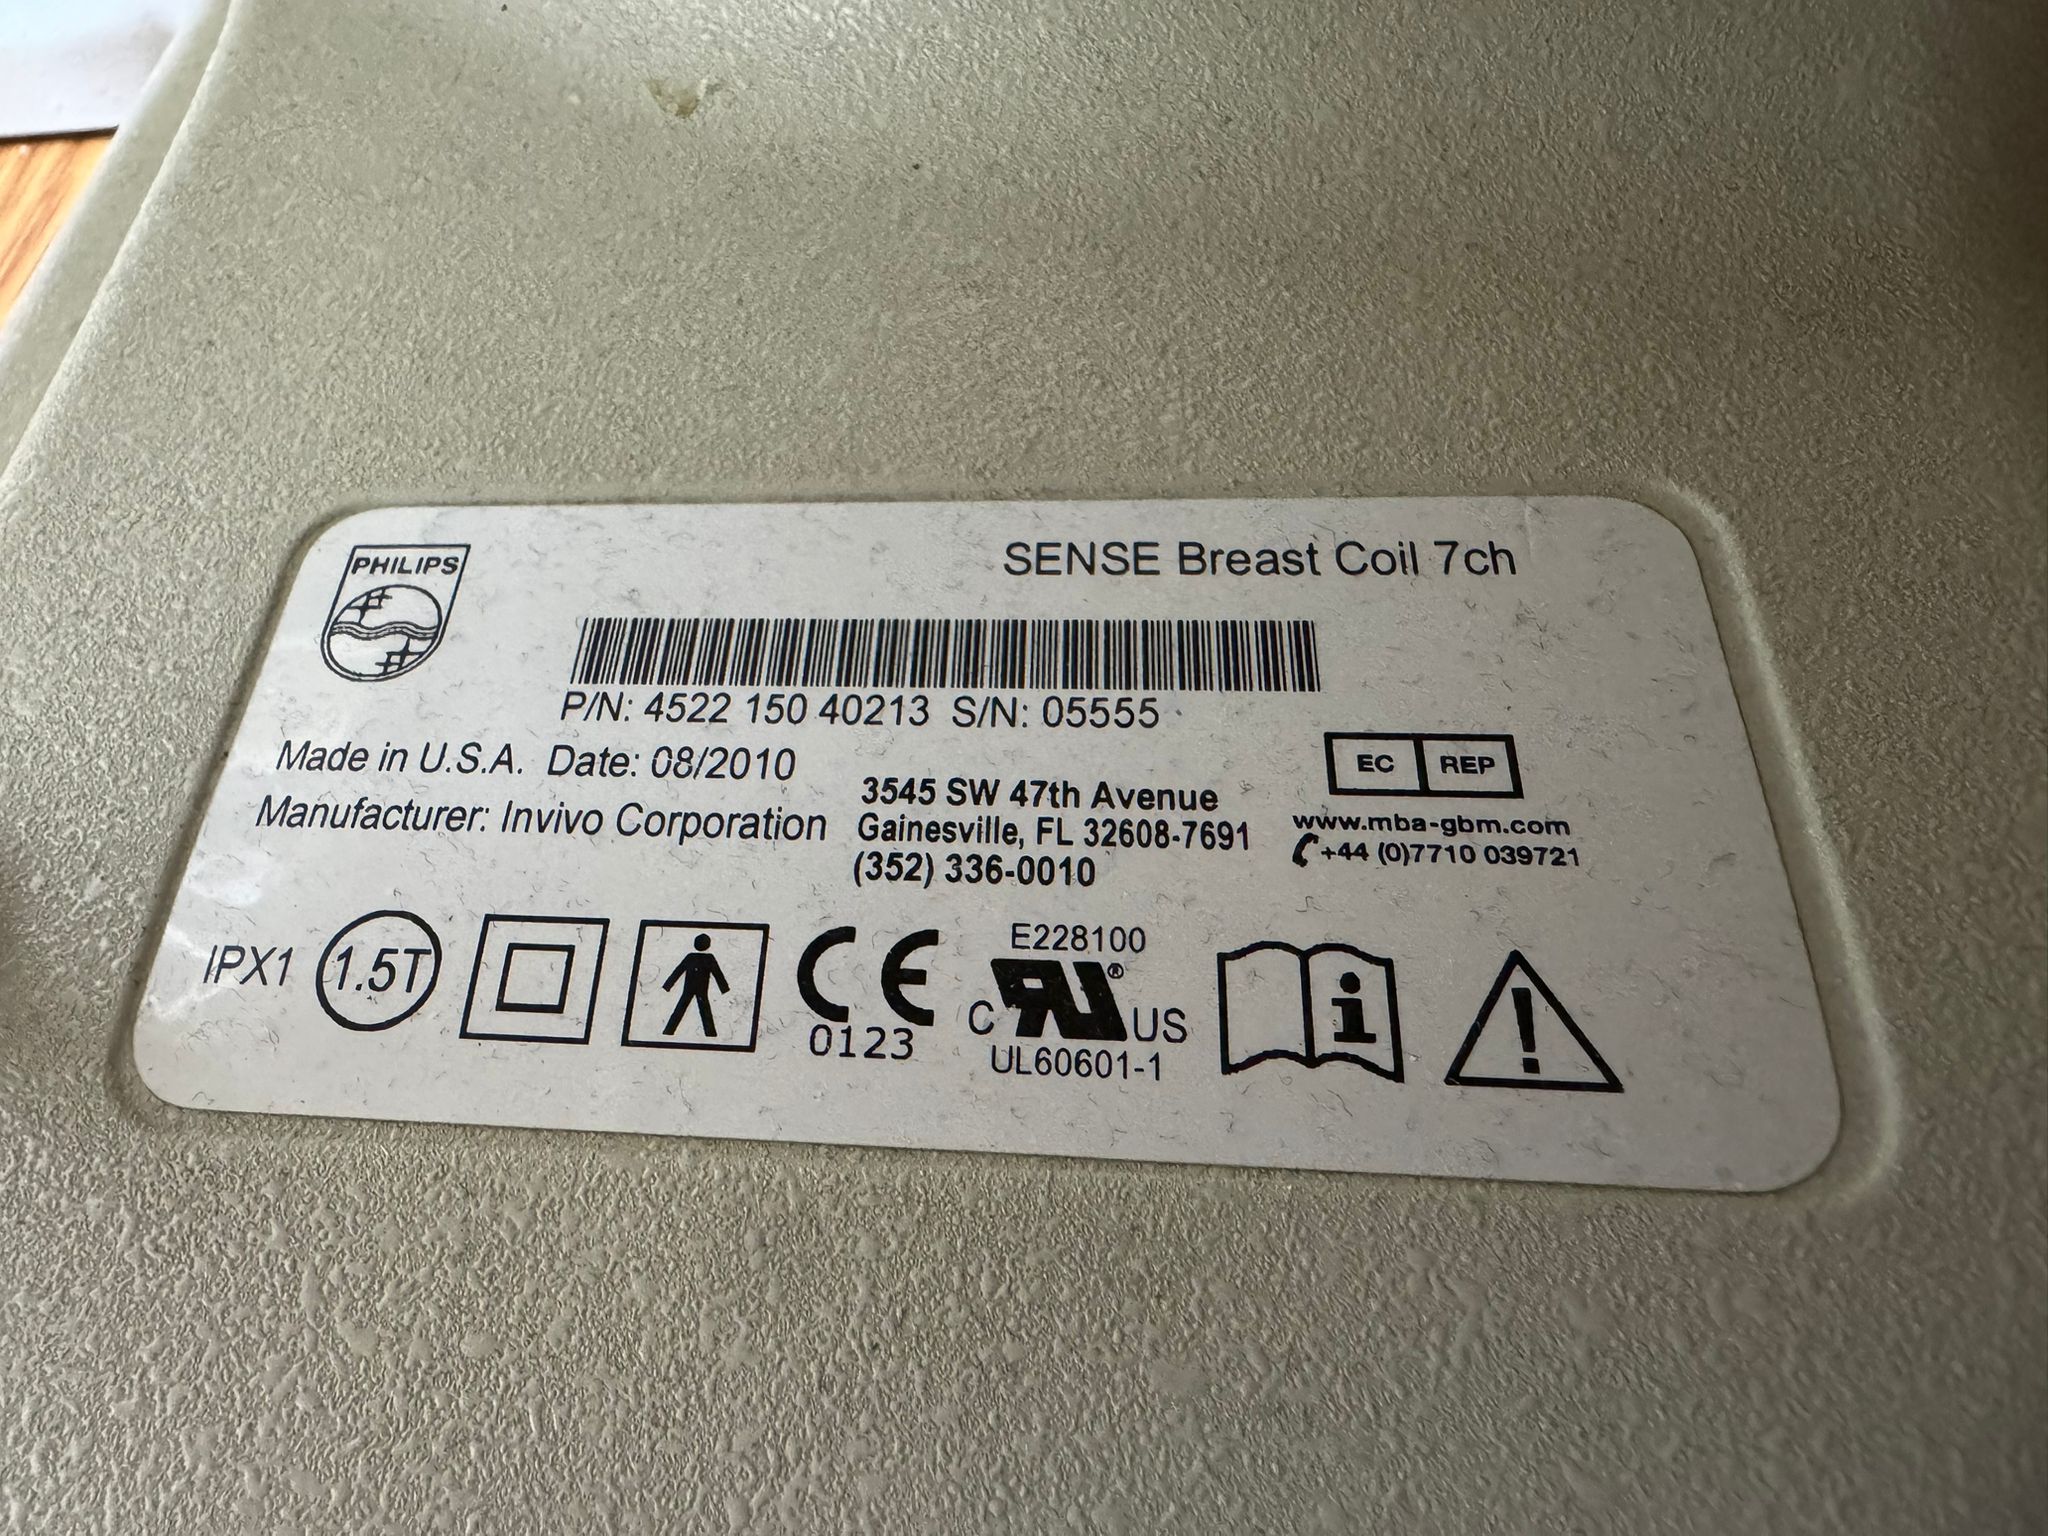 PHILIPS
SENSE Breast Coil 7ch
P/N: 4522 150 40213 S/N: 05555
Made in U.S.A. Date: 08/2010
Manufacturer: Invivo Corporation
3545 SW 47th Avenue
Gainesville, FL 32608-7691
(352) 336-0010
EC REP
www.mba-gbm.com
+44 (0)7710 039721
IPX1
1.5T
CE
0123
E228100
C RU® US
UL60601-1
i
!